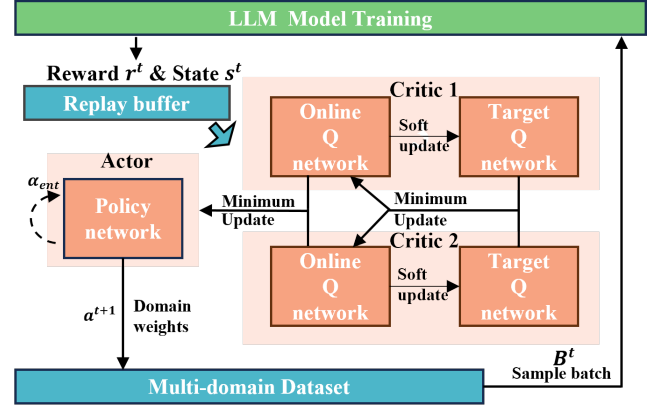 LLM Model Training
Reward r^t & State s^t
Replay buffer
Critic 1
Online
Q
network
Soft
update
Target
Q
network
Actor
α_ent
Policy
network
Minimum
Update
Minimum
Update
Critic 2
Online
Q
network
Soft
update
Target
Q
network
a^{t+1}
Domain
weights
B^t
Sample batch
Multi-domain Dataset